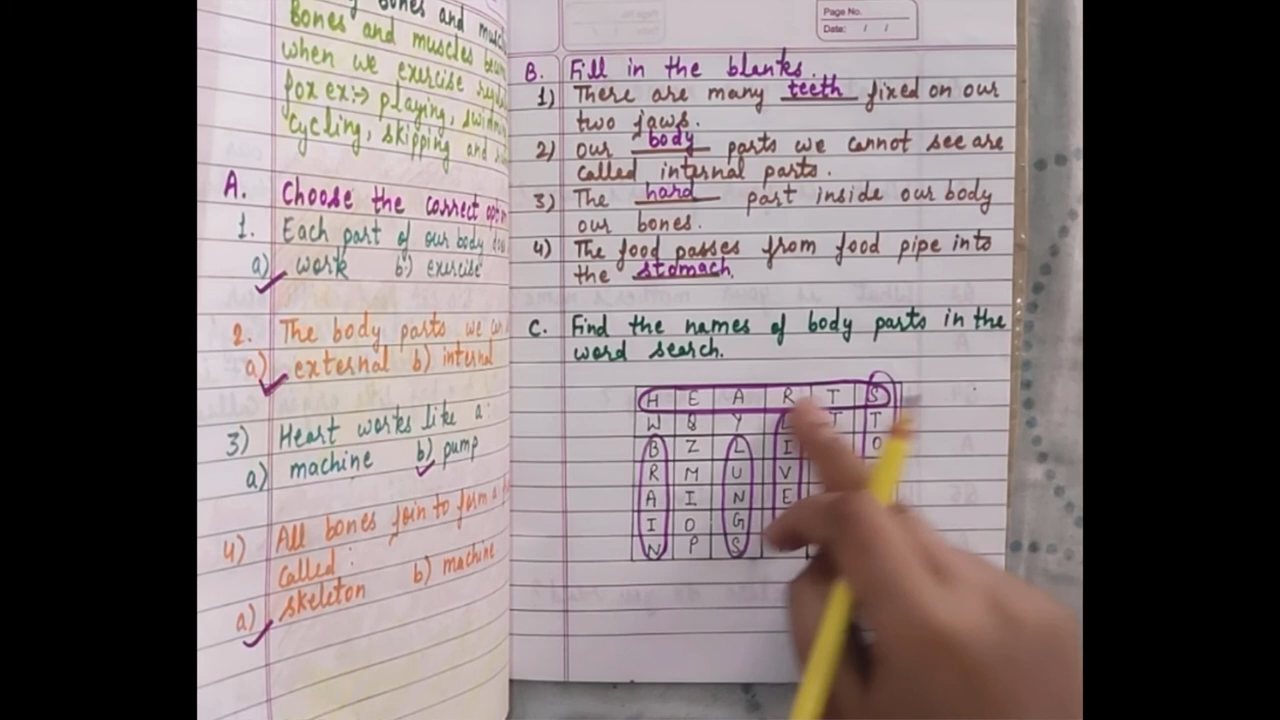 Bones and muscles
when we exercise
for ex:-> playing,
cycling, skipping and
A. Choose the correct
1. Each part of our body
a) work b) exercise
2. The body parts we
a) external b) internal
3) Heart works like a:
a) machine b) pump
4) All bones join to form a
called:
a) skeleton b) machine
Page No.
Date: / /
B. Fill in the blanks.
1) There are many teeth fixed on our
two jaws.
2) our body parts we cannot see are
called internal parts.
3) The hard part inside our body
our bones.
4) The food passes from food pipe into
the stomach.
C. Find the names of body parts in the
word search.
H E A R T S
W Q Y L T T
B Z L I O
R M U V
A I N E
I O G
N P S